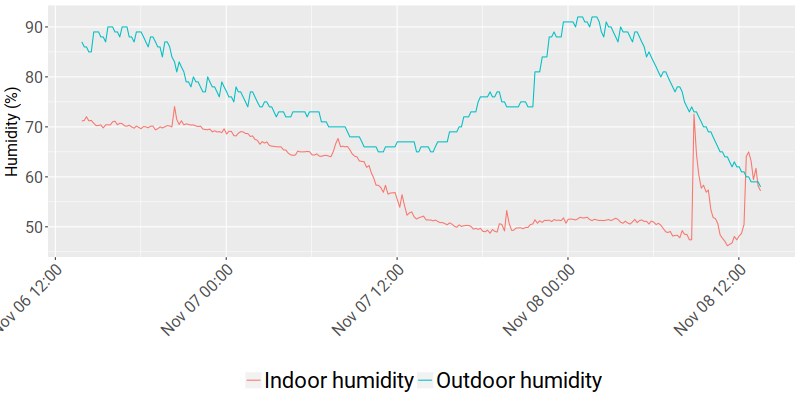 Humidity (%)
90
80
70
60
50
06 12:00
Nov 07 00:00
Nov 07 12:00
Nov 08 00:00
Nov 08 12:00
Indoor humidity
Outdoor humidity